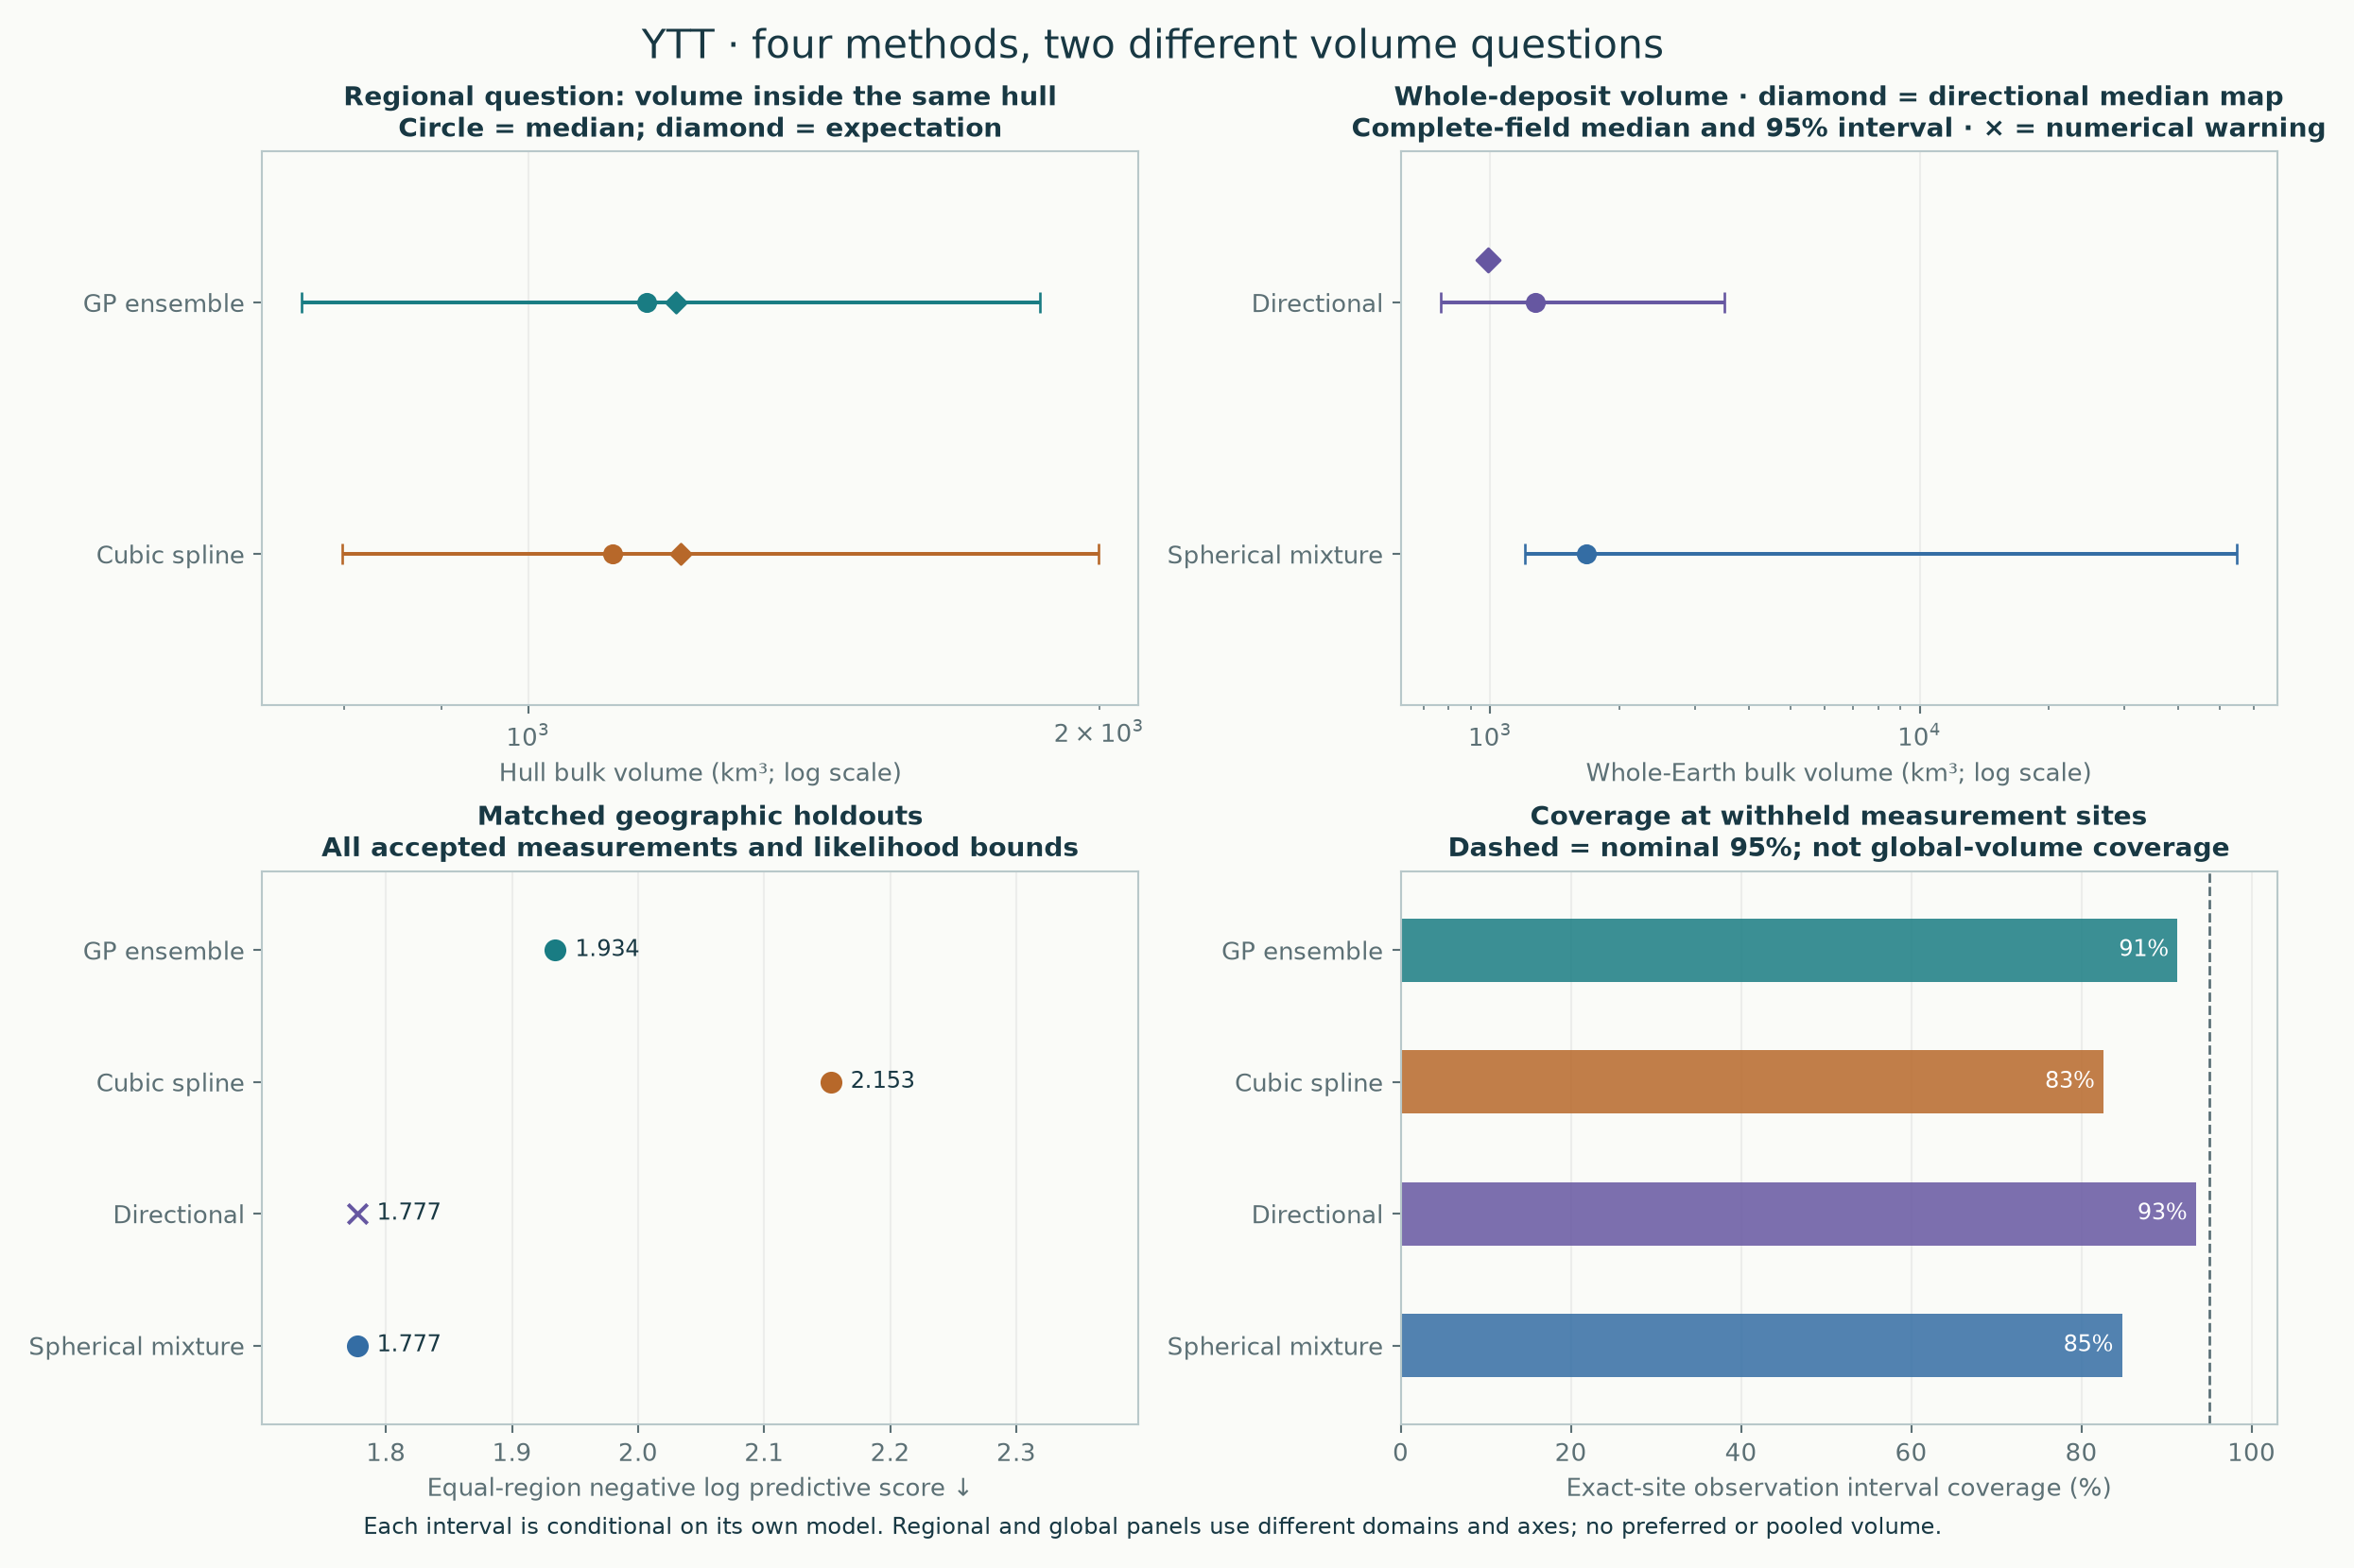 YTT · four methods, two different volume questions
Regional question: volume inside the same hull
Circle = median; diamond = expectation
GP ensemble
Cubic spline
10³
2 × 10³
Hull bulk volume (km³; log scale)
Whole-deposit volume · diamond = directional median map
Complete-field median and 95% interval · × = numerical warning
Directional
Spherical mixture
10³
10⁴
Whole-Earth bulk volume (km³; log scale)
Matched geographic holdouts
All accepted measurements and likelihood bounds
GP ensemble
1.934
Cubic spline
2.153
Directional
1.777
Spherical mixture
1.777
1.8
1.9
2.0
2.1
2.2
2.3
Equal-region negative log predictive score ↓
Coverage at withheld measurement sites
Dashed = nominal 95%; not global-volume coverage
GP ensemble
91%
Cubic spline
83%
Directional
93%
Spherical mixture
85%
0
20
40
60
80
100
Exact-site observation interval coverage (%)
Each interval is conditional on its own model. Regional and global panels use different domains and axes; no preferred or pooled volume.